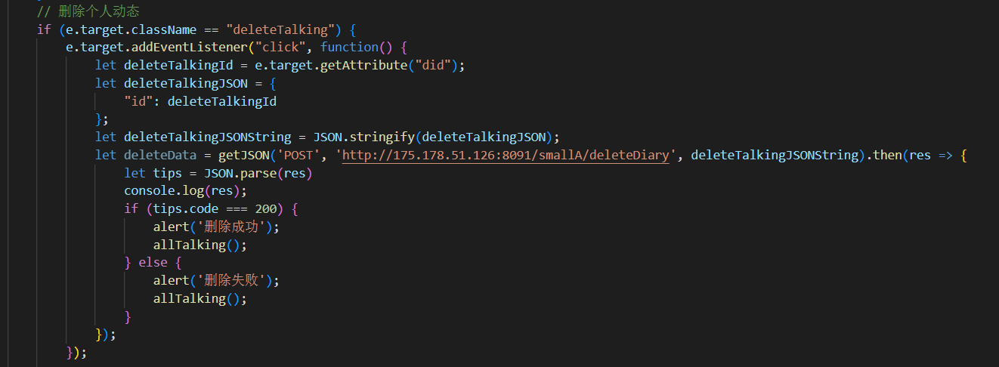 // 删除个人动态
if (e.target.className == "deleteTalking") {
e.target.addEventListener("click", function() {
let deleteTalkingId = e.target.getAttribute("did");
let deleteTalkingJSON = {
"id": deleteTalkingId
};
let deleteTalkingJSONString = JSON.stringify(deleteTalkingJSON);
let deleteData = getJSON('POST', 'http://175.178.51.126:8091/smallA/deleteDiary', deleteTalkingJSONString).then(res => {
let tips = JSON.parse(res)
console.log(res);
if (tips.code === 200) {
alert('删除成功');
allTalking();
} else {
alert('删除失败');
allTalking();
}
});
});